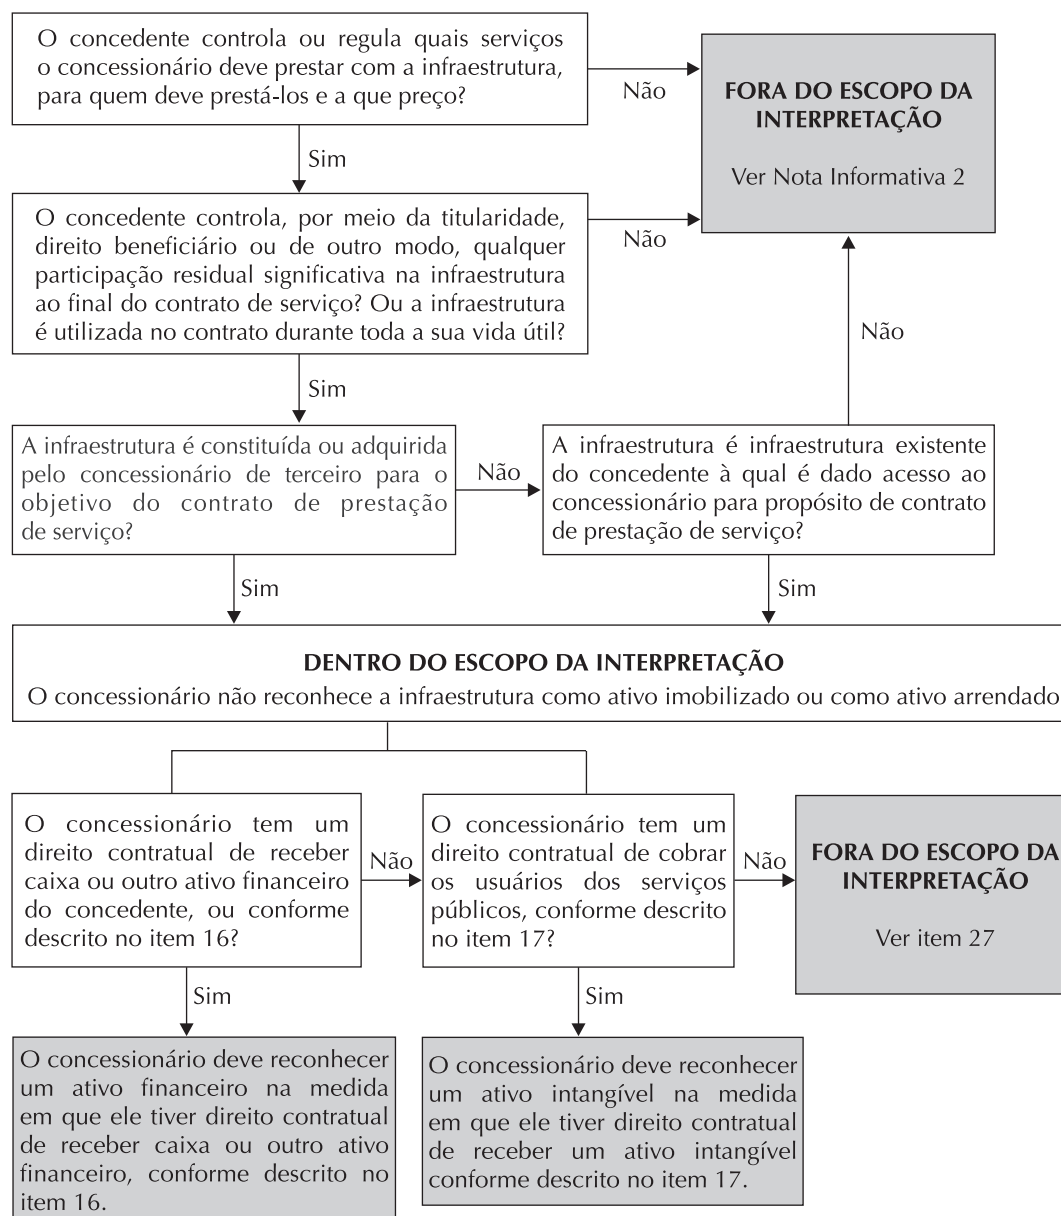 O concedente controla ou regula quais serviços
o concessionário deve prestar com a infraestrutura,
para quem deve prestá-los e a que preço?
Não
FORA DO ESCOPO DA
INTERPRETAÇÃO
Ver Nota Informativa 2
Sim
O concedente controla, por meio da titularidade,
direito beneficiário ou de outro modo, qualquer
participação residual significativa na infraestrutura
ao final do contrato de serviço? Ou a infraestrutura
é utilizada no contrato durante toda a sua vida útil?
Não
Não
Sim
A infraestrutura é constituída ou adquirida
pelo concessionário de terceiro para o
objetivo do contrato de prestação
de serviço?
Não
A infraestrutura é infraestrutura existente
do concedente à qual é dado acesso ao
concessionário para propósito de contrato
de prestação de serviço?
Sim
Sim
DENTRO DO ESCOPO DA INTERPRETAÇÃO
O concessionário não reconhece a infraestrutura como ativo imobilizado ou como ativo arrendado
O concessionário tem um
direito contratual de receber
caixa ou outro ativo financeiro
do concedente, ou conforme
descrito no item 16?
Não
O concessionário tem um
direito contratual de cobrar
os usuários dos serviços
públicos, conforme descrito
no item 17?
Não
FORA DO ESCOPO DA
INTERPRETAÇÃO
Ver item 27
Sim
Sim
O concessionário deve reconhecer
um ativo financeiro na medida
em que ele tiver direito contratual
de receber caixa ou outro ativo
financeiro, conforme descrito no
item 16.
O concessionário deve reconhecer
um ativo intangível na medida
em que ele tiver direito contratual
de receber um ativo intangível
conforme descrito no item 17.